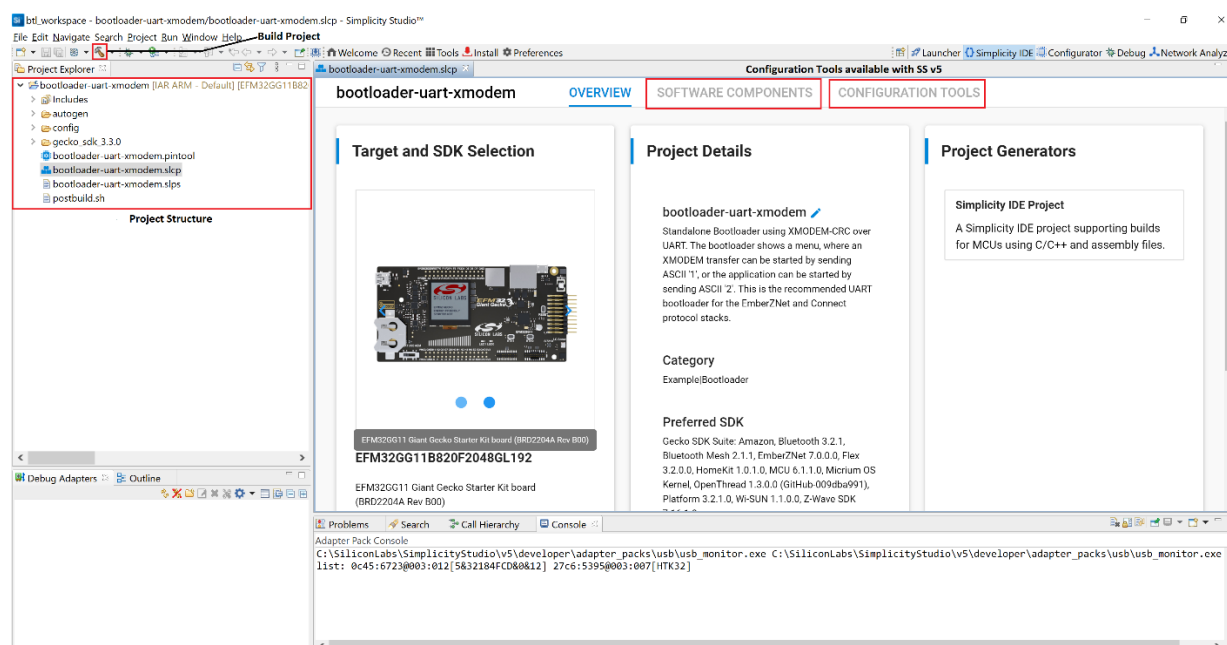 btl_workspace - bootloader-uart-xmodem/bootloader-uart-xmodem.slcp - Simplicity Studio™
File Edit Navigate Search Project Run Window Help
Build Project
Welcome Recent Tools Install Preferences
Launcher Simplicity IDE Configurator Debug Network Analyz
Project Explorer
bootloader-uart-xmodem [IAR ARM - Default] [EFM32GG11B82
Includes
autogen
config
gecko_sdk_3.3.0
bootloader-uart-xmodem.pintool
bootloader-uart-xmodem.slcp
bootloader-uart-xmodem.slps
postbuild.sh
Project Structure
Debug Adapters Outline
bootloader-uart-xmodem.slcp
Configuration Tools available with SS v5
bootloader-uart-xmodem
OVERVIEW
SOFTWARE COMPONENTS
CONFIGURATION TOOLS
Target and SDK Selection
SILICON LABS
EFM32
Giant Gecko
SILICON LABS
EFM32GG11 Giant Gecko Starter Kit board (BRD2204A Rev B00)
EFM32GG11B820F2048GL192
EFM32GG11 Giant Gecko Starter Kit board
(BRD2204A Rev B00)
Project Details
bootloader-uart-xmodem
Standalone Bootloader using XMODEM-CRC over
UART. The bootloader shows a menu, where an
XMODEM transfer can be started by sending
ASCII '1', or the application can be started by
sending ASCII '2'. This is the recommended UART
bootloader for the EmberZNet and Connect
protocol stacks.
Category
Example|Bootloader
Preferred SDK
Gecko SDK Suite: Amazon, Bluetooth 3.2.1,
Bluetooth Mesh 2.1.1, EmberZNet 7.0.0.0, Flex
3.2.0.0, HomeKit 1.0.1.0, MCU 6.1.1.0, Micrium OS
Kernel, OpenThread 1.3.0.0 (GitHub-009dba991),
Platform 3.2.1.0, Wi-SUN 1.1.0.0, Z-Wave SDK
Project Generators
Simplicity IDE Project
A Simplicity IDE project supporting builds
for MCUs using C/C++ and assembly files.
Problems Search Call Hierarchy Console
Adapter Pack Console
C:\SiliconLabs\SimplicityStudio\v5\developer\adapter_packs\usb\usb_monitor.exe C:\SiliconLabs\SimplicityStudio\v5\developer\adapter_packs\usb\usb_monitor.exe
list: 0c45:6723@003:012[5&32184FCD&0&12] 27c6:5395@003:007[HTK32]